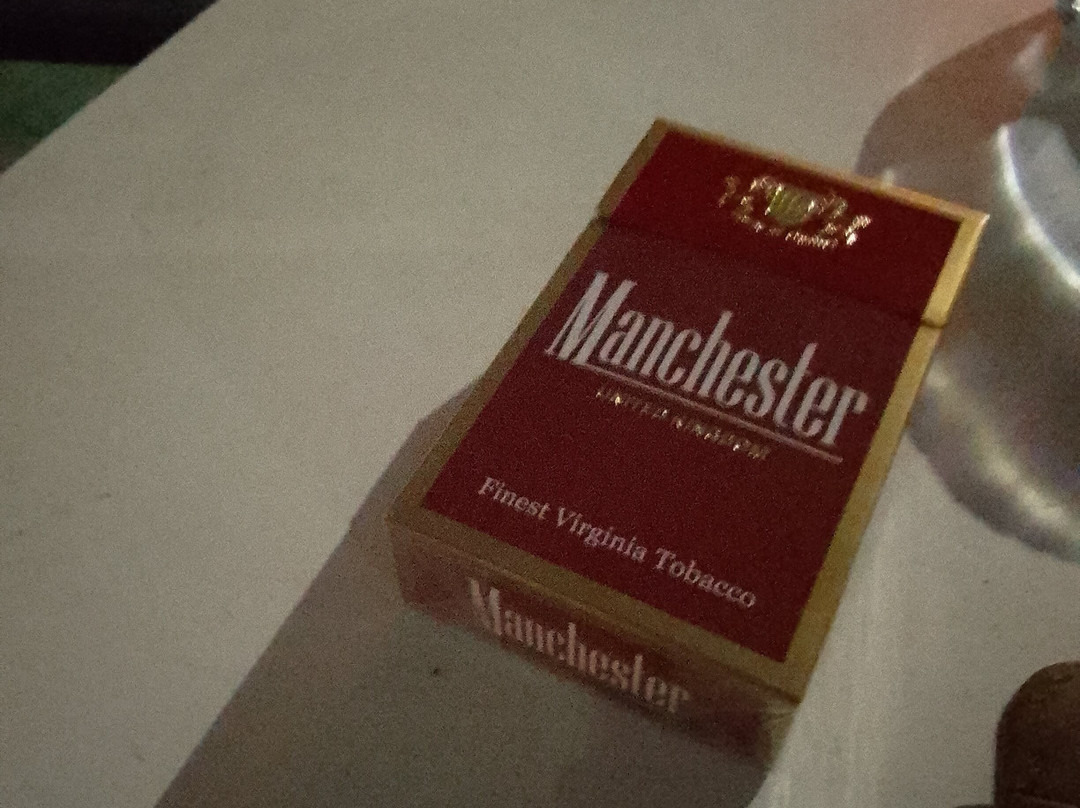 Manchester
UNITED KINGDOM
Finest Virginia Tobacco
Manchester